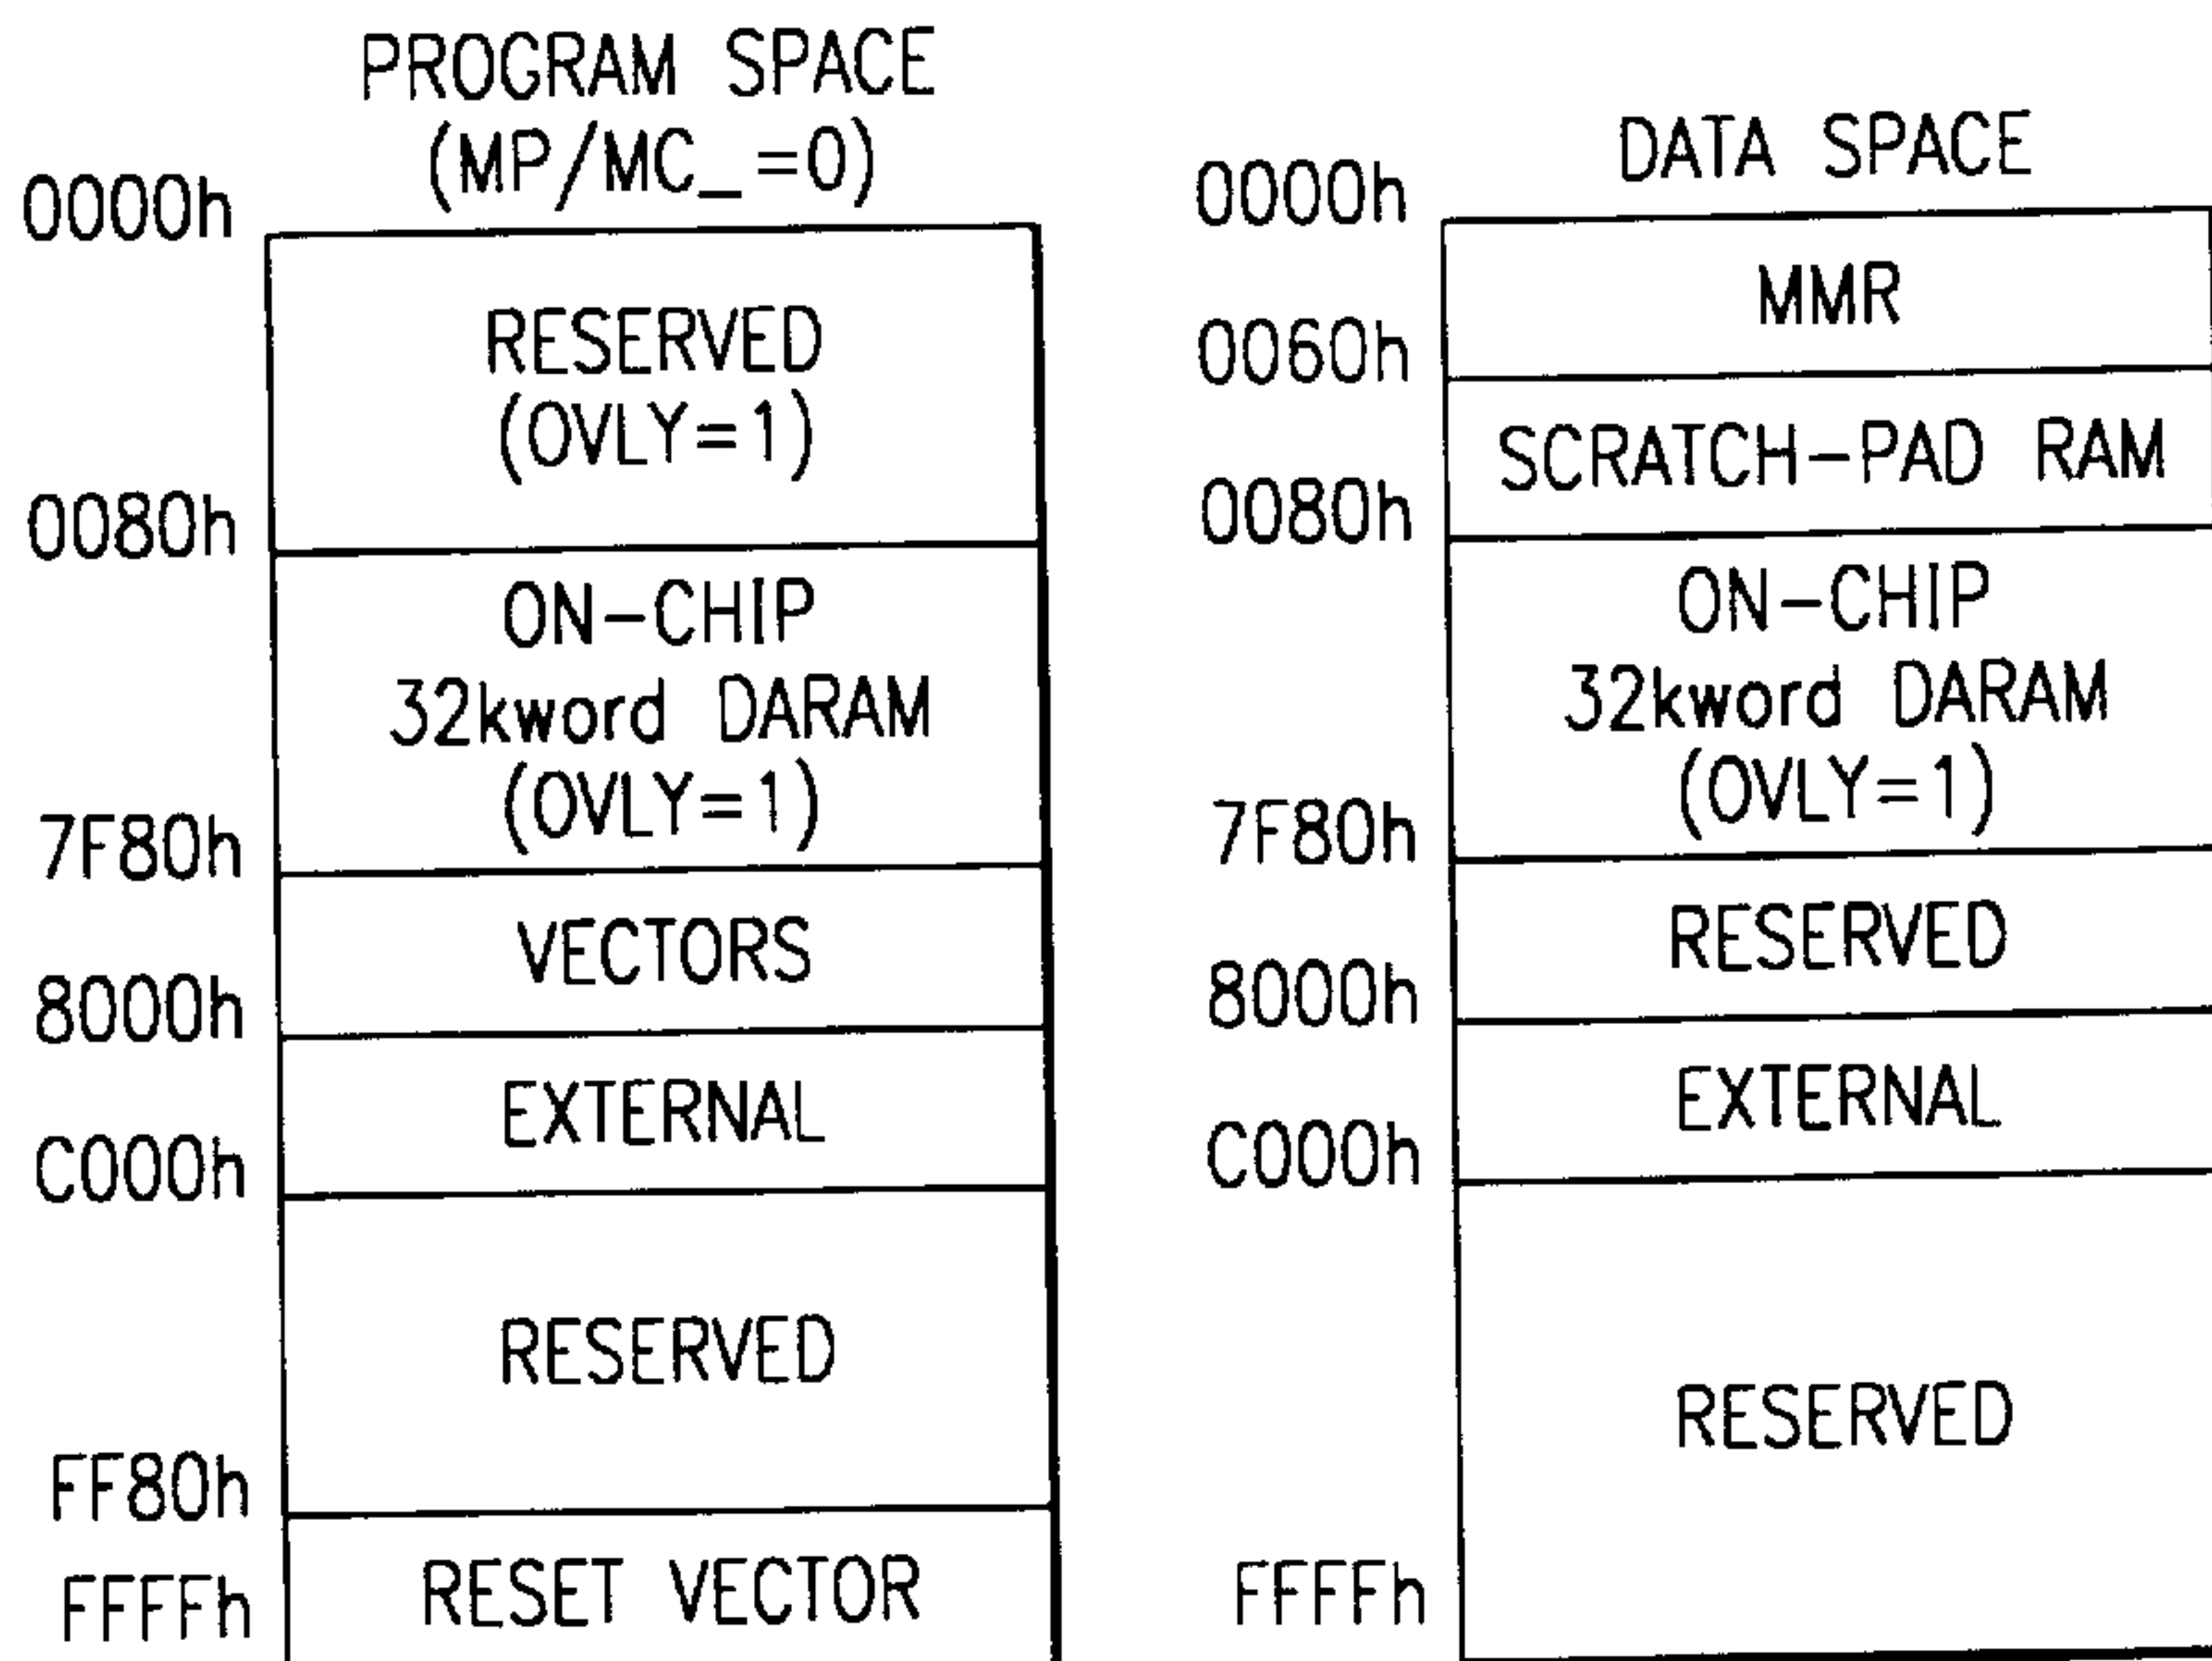 PROGRAM SPACE
(MP/MC_=0)
0000h
RESERVED
(OVLY=1)
0080h
ON-CHIP
32kword DARAM
(OVLY=1)
7F80h
VECTORS
8000h
EXTERNAL
C000h
RESERVED
FF80h
RESET VECTOR
FFFFh
DATA SPACE
0000h
MMR
0060h
SCRATCH-PAD RAM
0080h
ON-CHIP
32kword DARAM
(OVLY=1)
7F80h
RESERVED
8000h
EXTERNAL
C000h
RESERVED
FFFFh